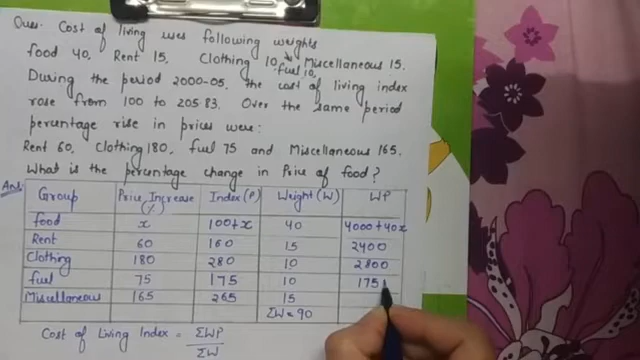 Ques: Cost of living uses following weights
food 40, Rent 15, Clothing 10, Miscellaneous 15.
fuel 10,
During the period 2000-05, the cost of living index
rose from 100 to 205.83. Over the same period
percentage rise in prices were:
Rent 60, Clothing 180, fuel 75 and Miscellaneous 165.
What is the percentage change in Price of food?
Ans:
Group Price Increase (%) Index (P) Weight (W) WP
food x 100+x 40 4000+40x
Rent 60 160 15 2400
Clothing 180 280 10 2800
fuel 75 175 10 175
Miscellaneous 165 265 15
ΣW = 90
Cost of Living Index = ΣWP
ΣW